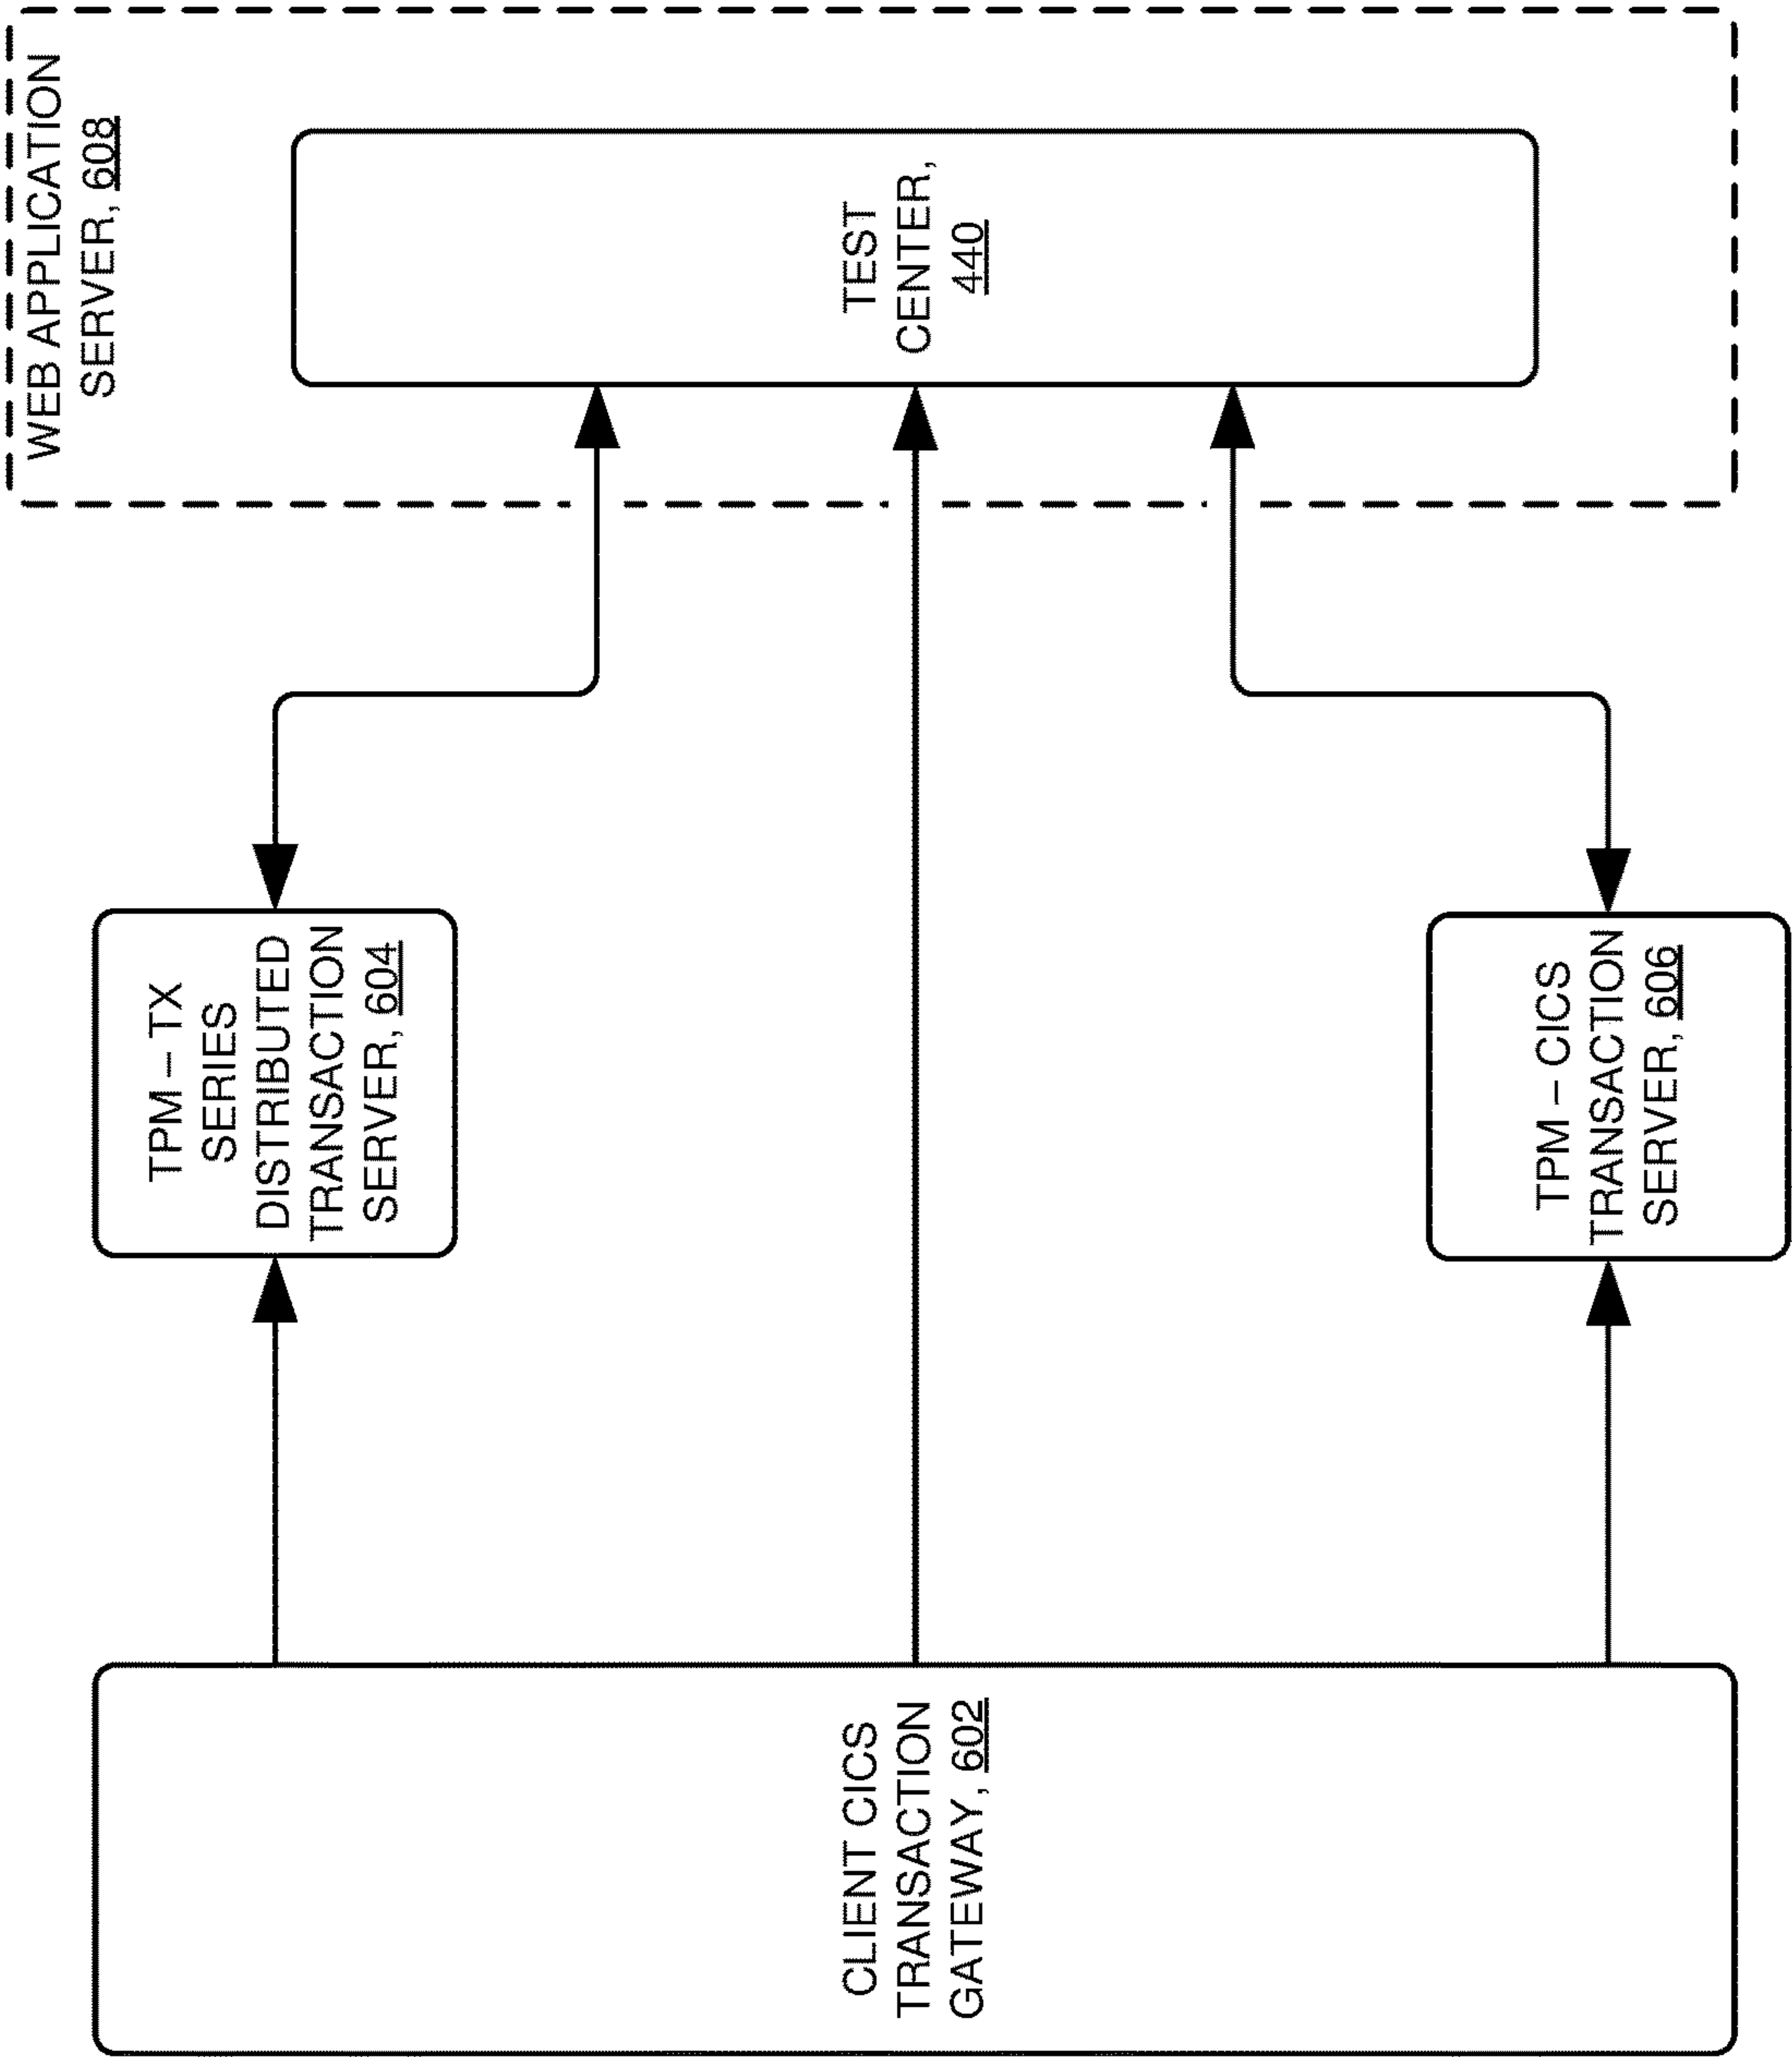 CLIENT CICS
TRANSACTION
GATEWAY, 602
TPM – TX
SERIES
DISTRIBUTED
TRANSACTION
SERVER, 604
TPM – CICS
TRANSACTION
SERVER, 606
WEB APPLICATION
SERVER, 608
TEST
CENTER,
440